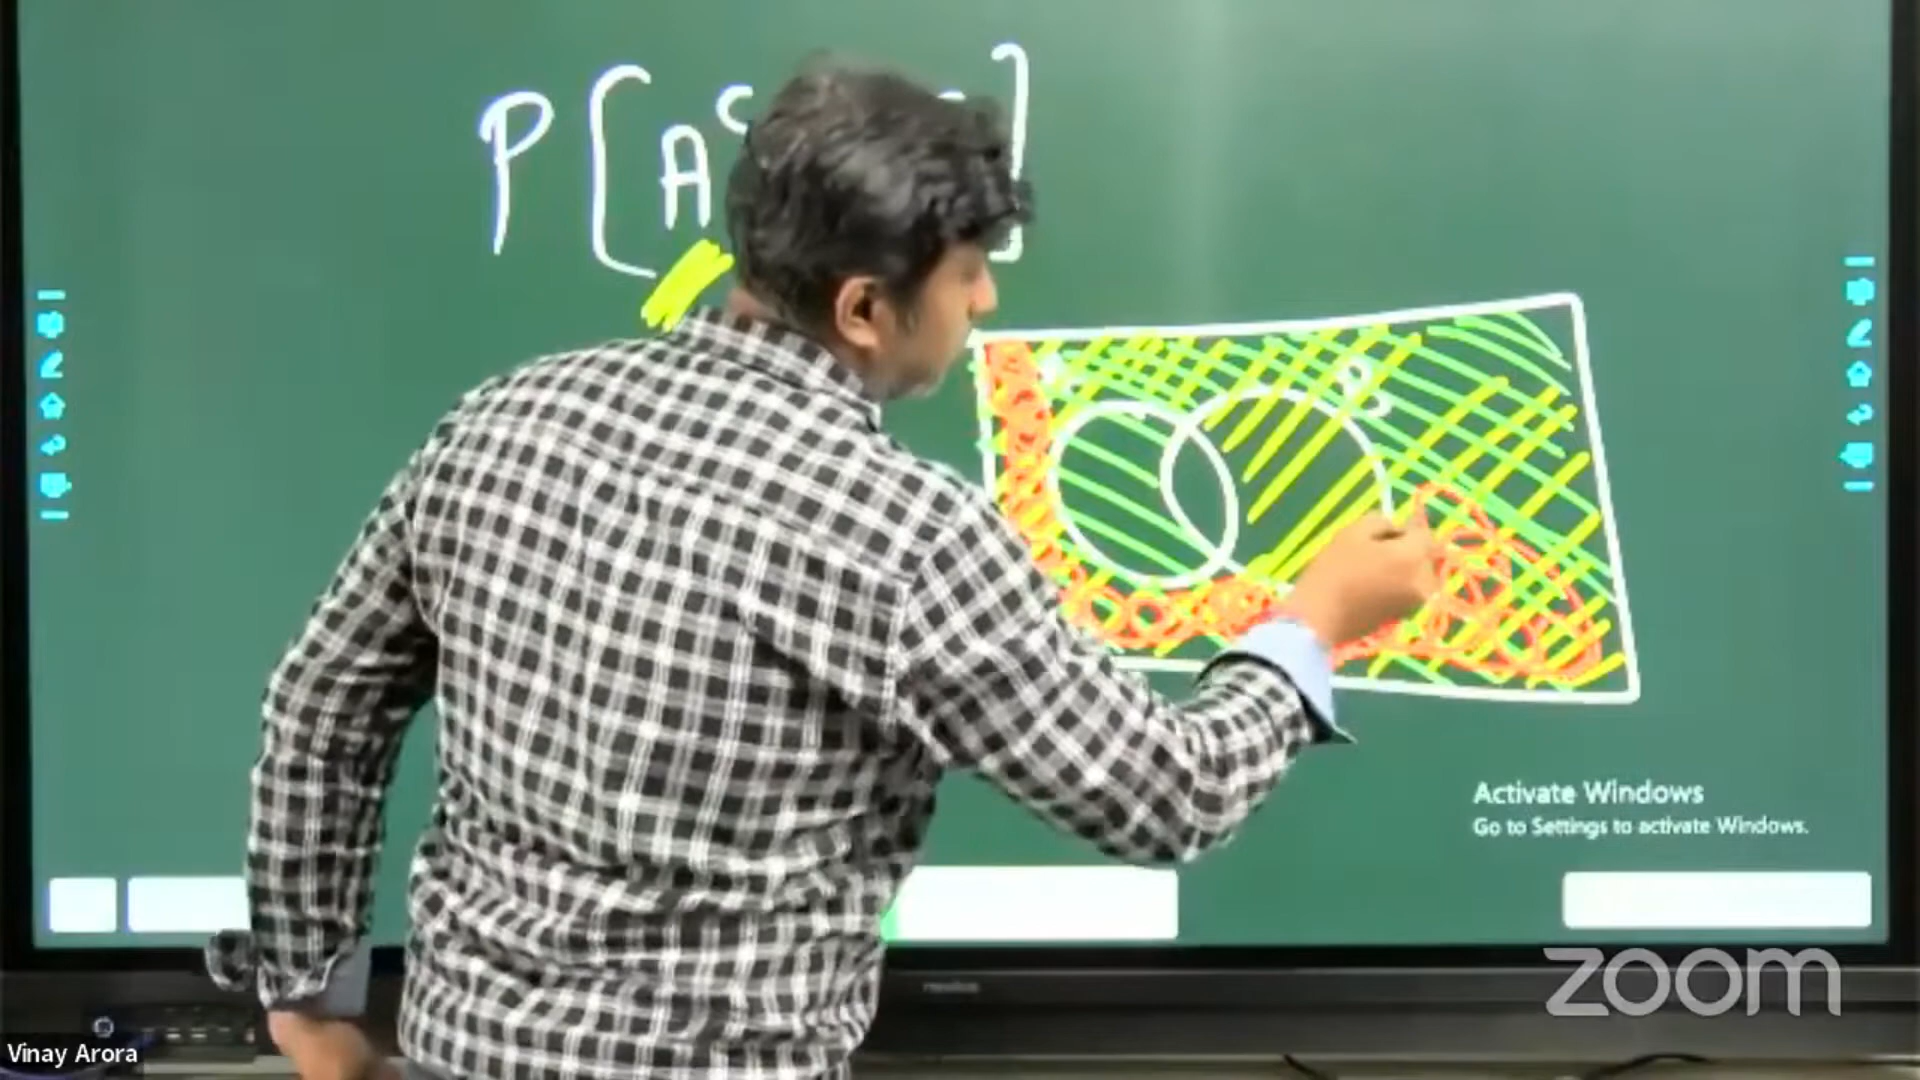 P[A^c ]
B
Activate Windows
Go to Settings to activate Windows.
zoom
Vinay Arora